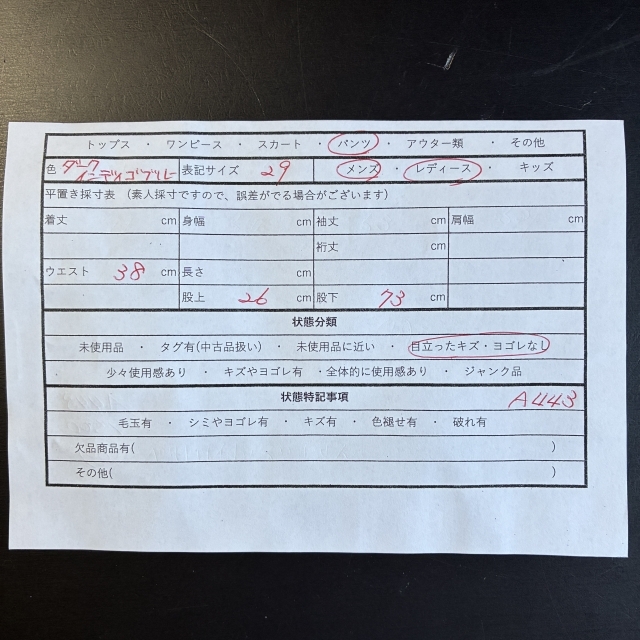 トップス ・ ワンピース ・ スカート ・ パンツ ・ アウター類 ・ その他
色 ダークインディゴブルー 表記サイズ 29 メンズ ・ レディース ・ キッズ
平置き採寸表 (素人採寸ですので、誤差がでる場合がございます)
着丈 cm 身幅 cm 袖丈 cm 肩幅 cm
裄丈 cm
ウエスト 38 cm 長さ cm
股上 26 cm 股下 73 cm
状態分類
未使用品 ・ タグ有(中古品扱い) ・ 未使用品に近い ・ 目立ったキズ・ヨゴレなし
少々使用感あり ・ キズやヨゴレ有 ・全体的に使用感あり ・ ジャンク品
状態特記事項 A443
毛玉有 ・ シミやヨゴレ有 ・ キズ有 ・ 色褪せ有 ・ 破れ有
欠品商品有( )
その他( )